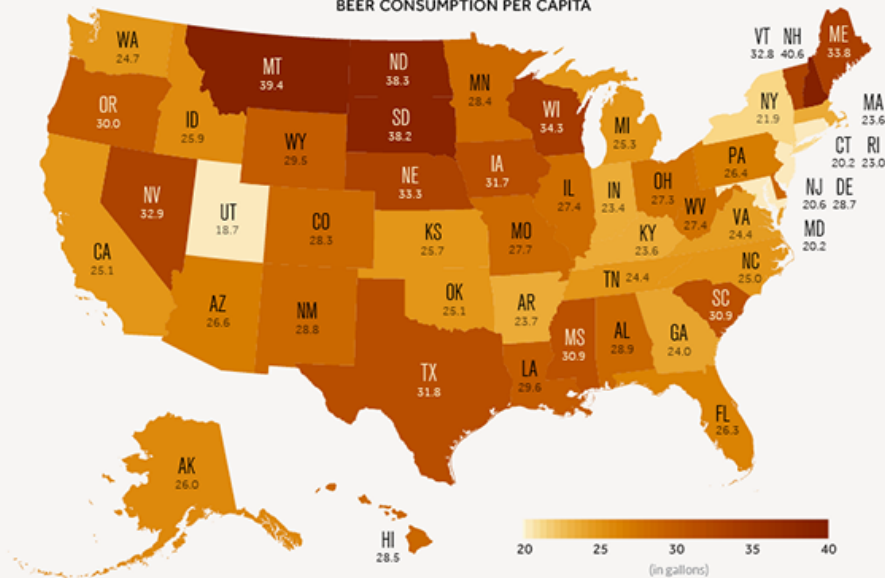 BEER CONSUMPTION PER CAPITA
WA
24.7
MT
39.4
ND
38.3
MN
28.4
VT
32.8
NH
40.6
ME
33.8
OR
30.0
ID
25.9
WY
29.5
SD
38.2
WI
34.3
MI
25.3
NY
21.9
MA
23.6
CT
20.2
RI
23.0
NV
32.9
UT
18.7
CO
28.3
NE
33.3
IA
31.7
IL
27.4
IN
23.4
OH
27.3
PA
26.4
NJ
20.6
DE
28.7
MD
20.2
WV
27.4
VA
24.4
CA
25.1
KS
25.7
MO
27.7
KY
23.6
NC
25.0
TN 24.4
AZ
26.6
NM
28.8
OK
25.1
AR
23.7
SC
30.9
MS
30.9
AL
28.9
GA
24.0
TX
31.8
LA
29.6
FL
26.3
AK
26.0
HI
28.5
20 25 30 35 40
(in gallons)